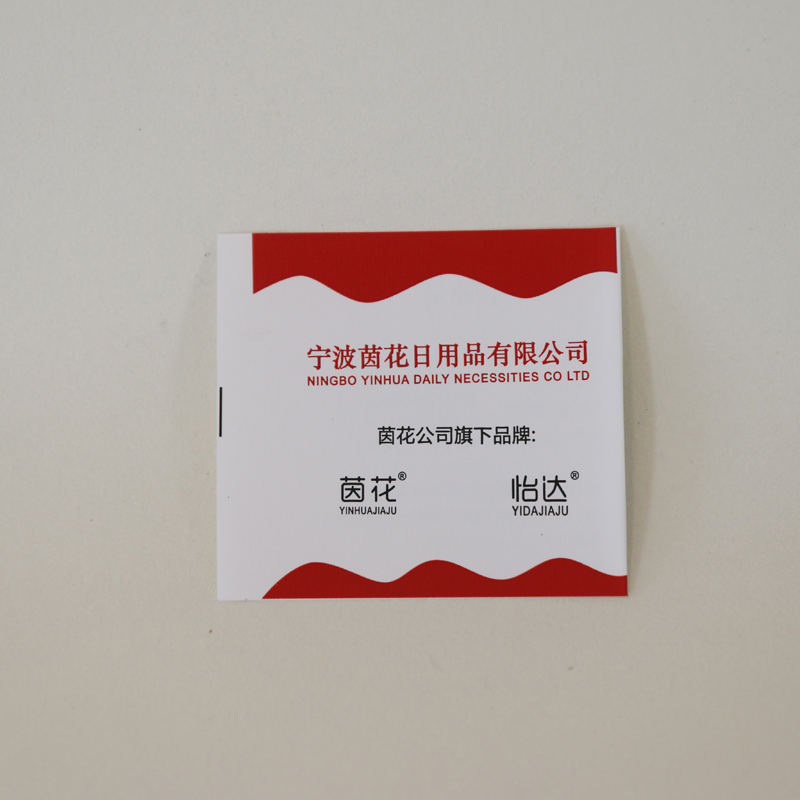 宁波茵花日用品有限公司
NINGBO YINHUA DAILY NECESSITIES CO LTD
茵花公司旗下品牌:
茵花® 怡达®
YINHUAJIAJU YIDAJIAJU